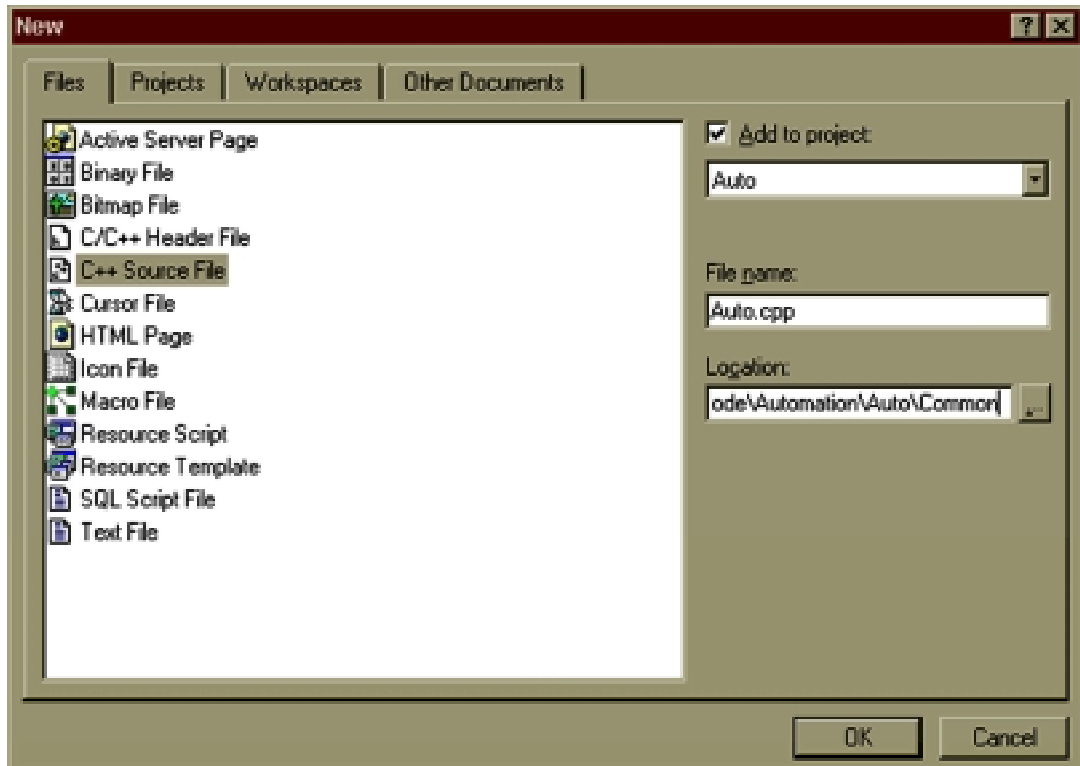 New
Files
Projects
Workspaces
Other Documents
Active Server Page
Binary File
Bitmap File
C/C++ Header File
C++ Source File
Cursor File
HTML Page
Icon File
Macro File
Resource Script
Resource Template
SQL Script File
Text File
Add to project:
Auto
File name:
Auto.cpp
Location:
ode\Automation\Auto\Common
...
OK
Cancel